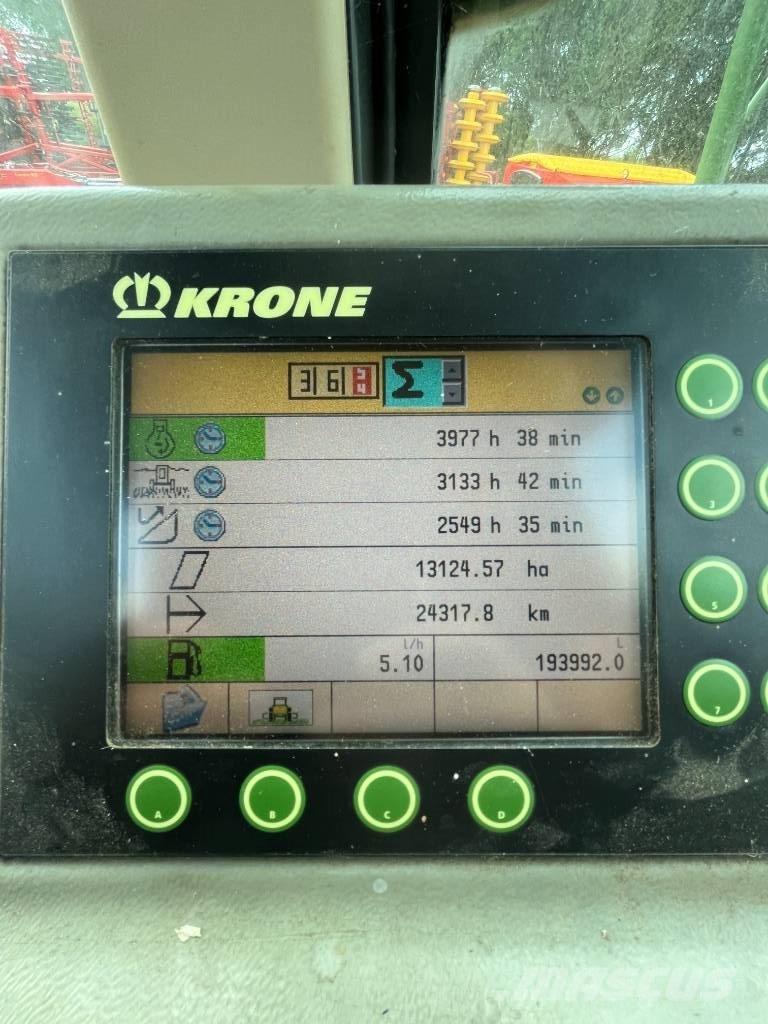 KRONE
3 6 3 4 Σ
3977 h 38 min
3133 h 42 min
2549 h 35 min
13124.57 ha
24317.8 km
l/h L
5.10 193992.0
1
3
5
7
A B C D
MASCUS